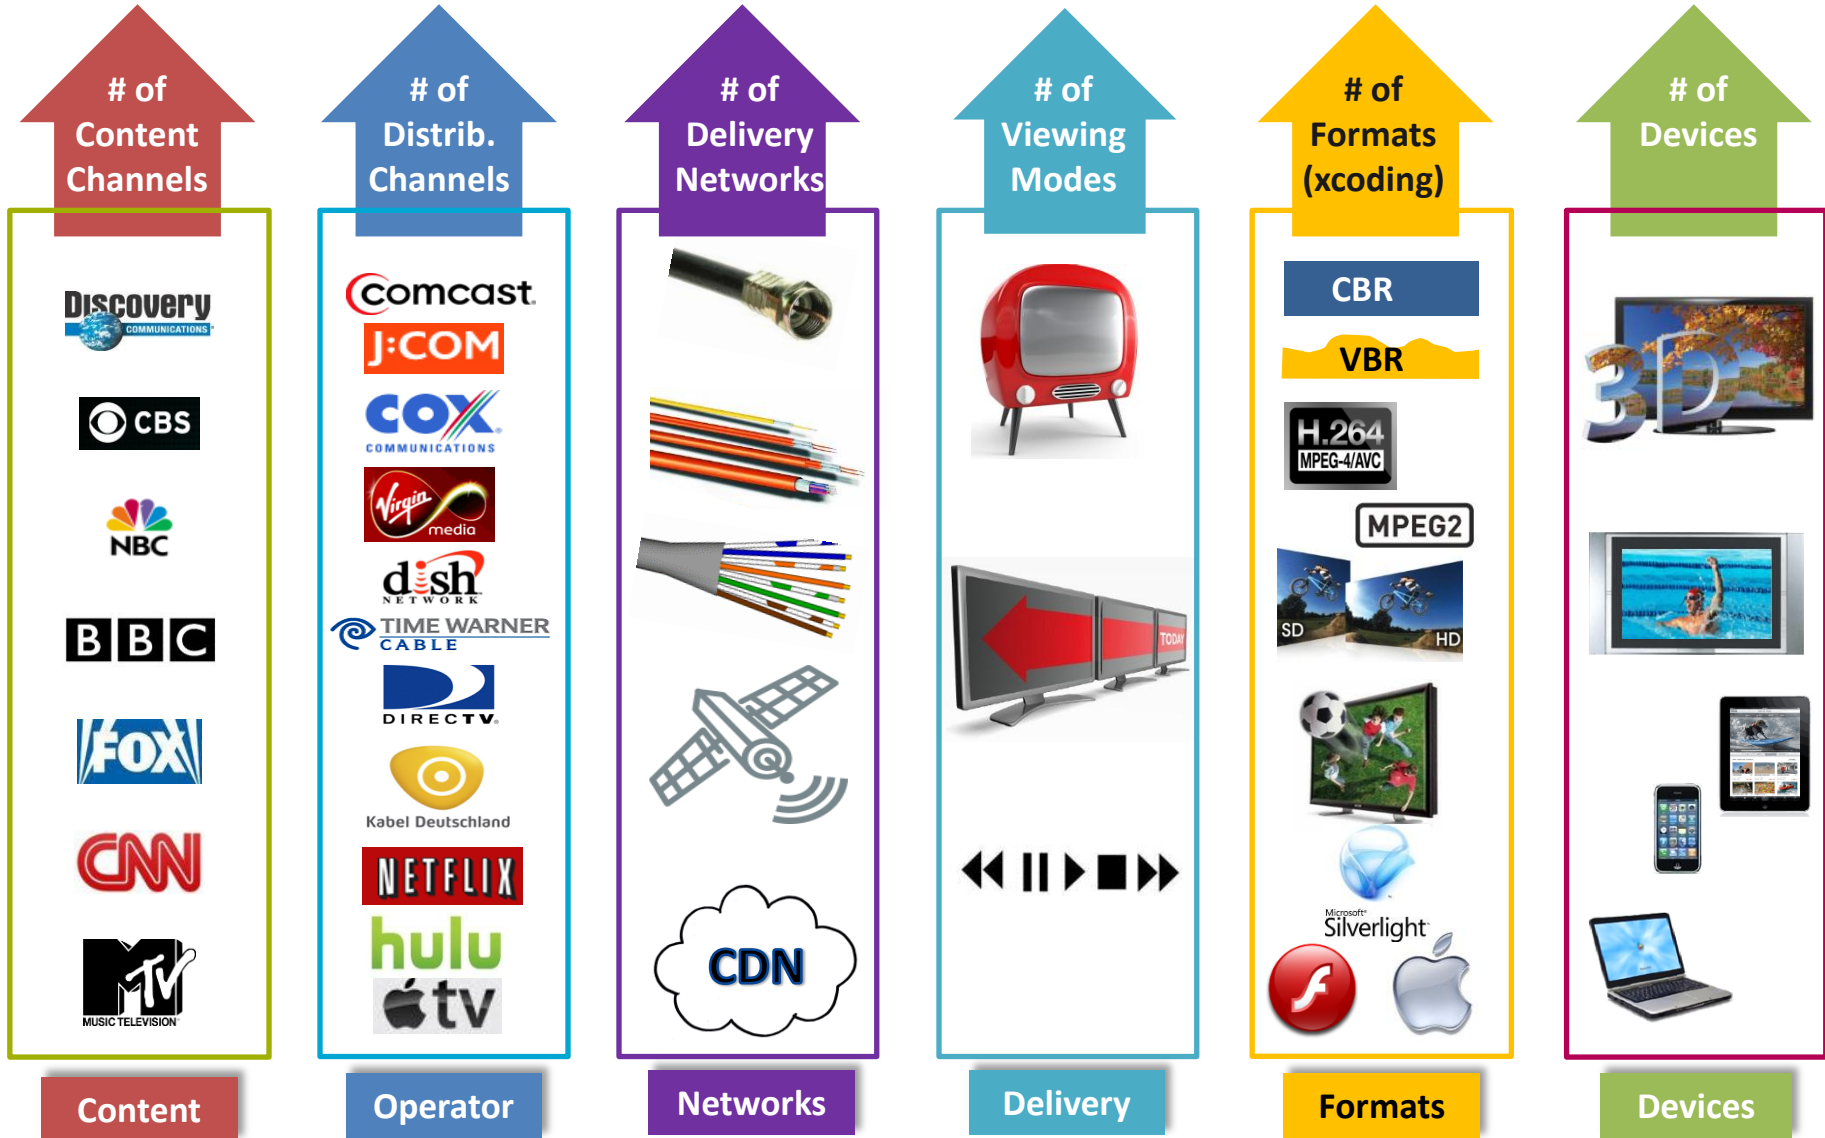 # of
Content
Channels
DIscovery
COMMUNICATIONS
CBS
NBC
BBC
FOX
CNN
MTV
MUSIC TELEVISION
Content
# of
Distrib.
Channels
Comcast.
J:COM
COX
COMMUNICATIONS
Virgin
media
dish
NETWORK
TIME WARNER
CABLE
DIRECTV
Kabel Deutschland
NETFLIX
hulu
tv
Operator
# of
Delivery
Networks
CDN
Networks
# of
Viewing
Modes
TODAY
Delivery
# of
Formats
(xcoding)
CBR
VBR
H.264
MPEG-4/AVC
MPEG2
SD
HD
Microsoft®
Silverlight
Formats
# of
Devices
3D
Devices